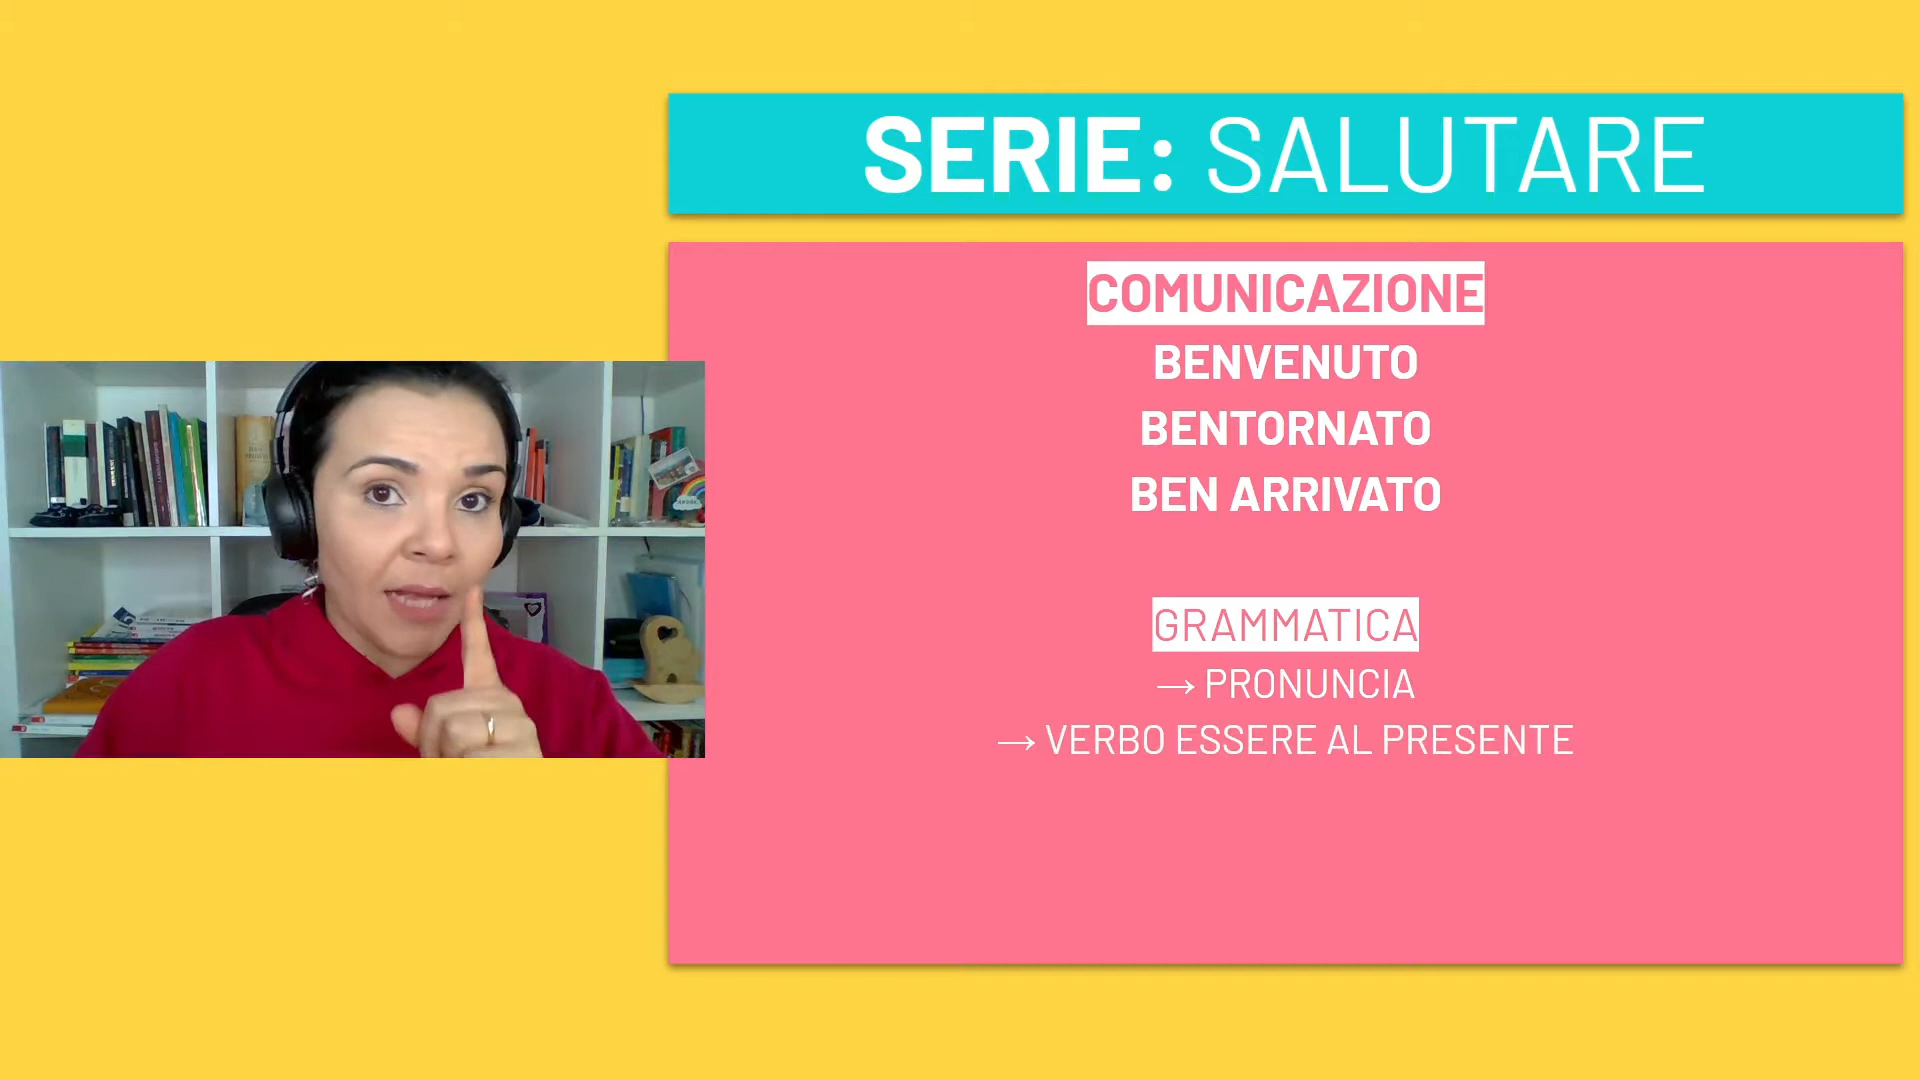 SERIE: SALUTARE
COMUNICAZIONE
BENVENUTO
BENTORNATO
BEN ARRIVATO
GRAMMATICA
→ PRONUNCIA
→ VERBO ESSERE AL PRESENTE